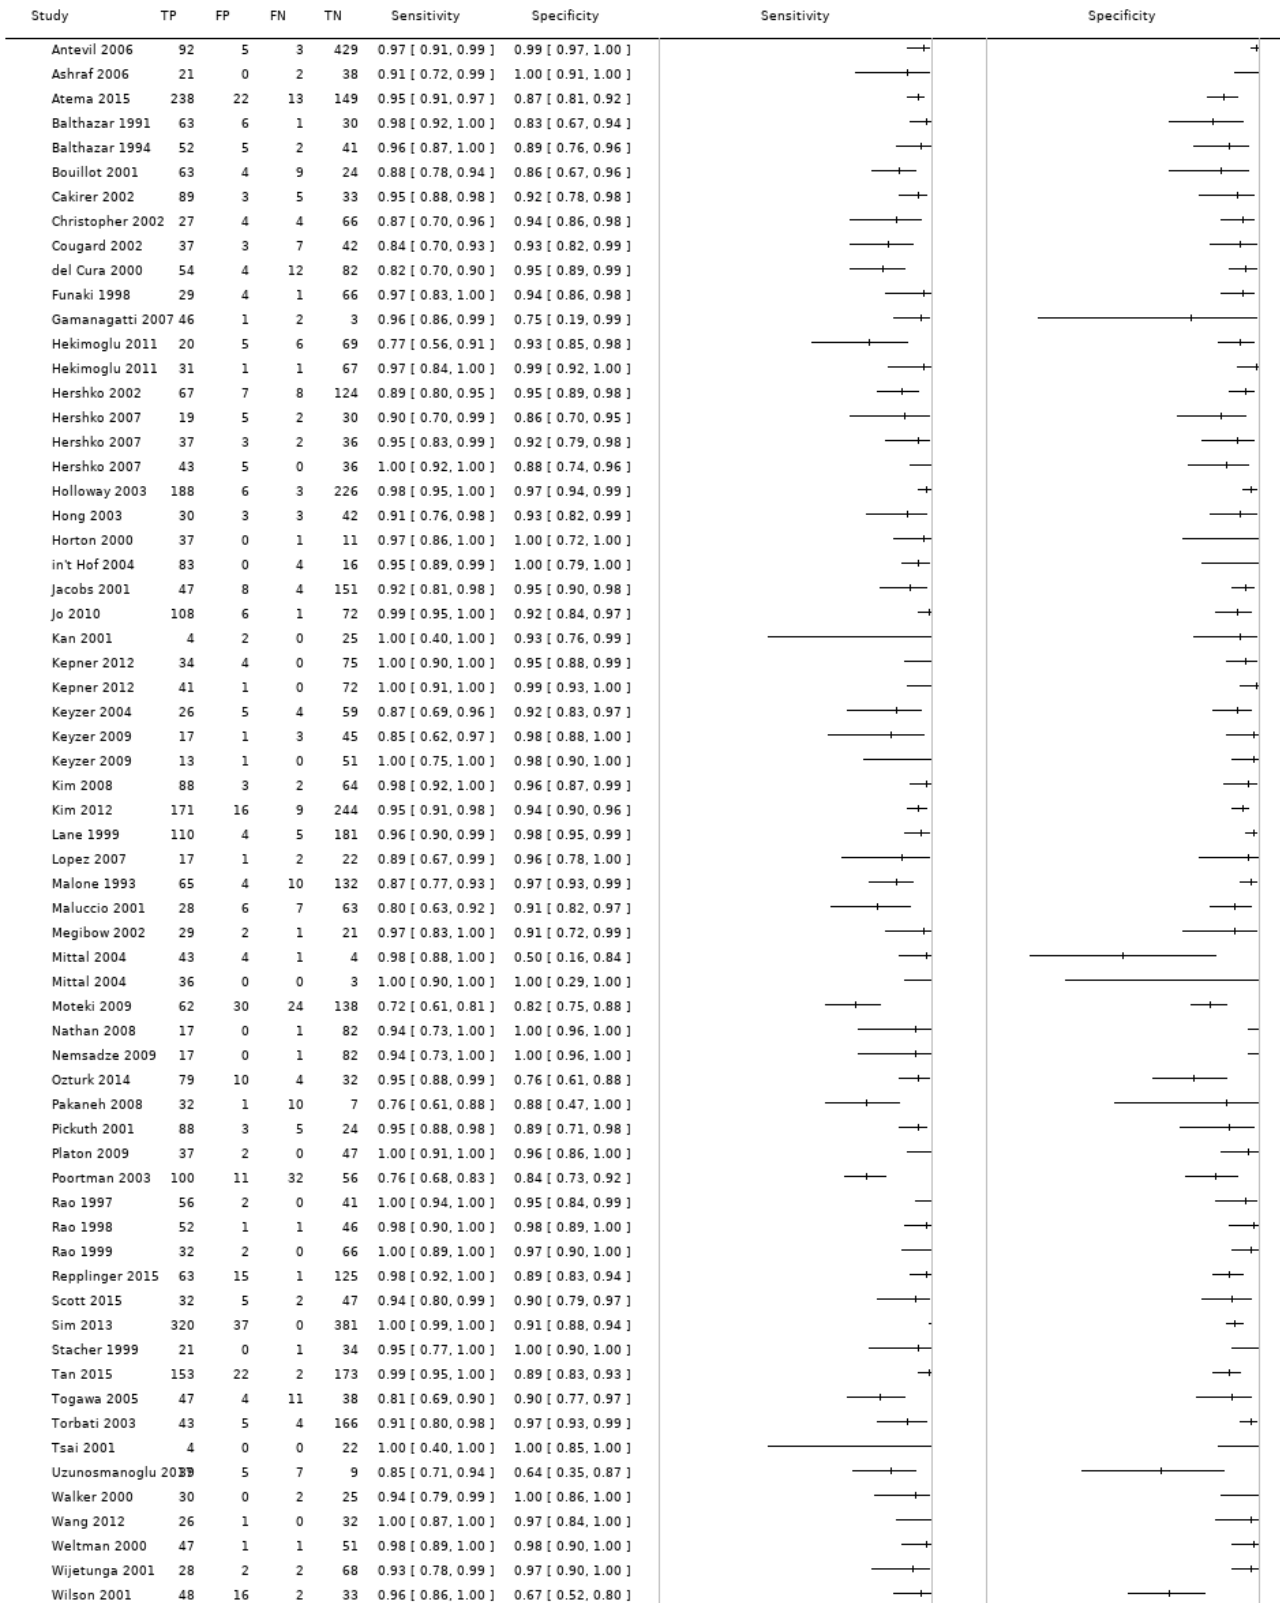 Study TP FP FN TN Sensitivity Specificity Sensitivity Specificity
Antevil 2006 92 5 3 429 0.97 [ 0.91, 0.99 ] 0.99 [ 0.97, 1.00 ]
Ashraf 2006 21 0 2 38 0.91 [ 0.72, 0.99 ] 1.00 [ 0.91, 1.00 ]
Atema 2015 238 22 13 149 0.95 [ 0.91, 0.97 ] 0.87 [ 0.81, 0.92 ]
Balthazar 1991 63 6 1 30 0.98 [ 0.92, 1.00 ] 0.83 [ 0.67, 0.94 ]
Balthazar 1994 52 5 2 41 0.96 [ 0.87, 1.00 ] 0.89 [ 0.76, 0.96 ]
Bouillot 2001 63 4 9 24 0.88 [ 0.78, 0.94 ] 0.86 [ 0.67, 0.96 ]
Cakirer 2002 89 3 5 33 0.95 [ 0.88, 0.98 ] 0.92 [ 0.78, 0.98 ]
Christopher 2002 27 4 4 66 0.87 [ 0.70, 0.96 ] 0.94 [ 0.86, 0.98 ]
Cougard 2002 37 3 7 42 0.84 [ 0.70, 0.93 ] 0.93 [ 0.82, 0.99 ]
del Cura 2000 54 4 12 82 0.82 [ 0.70, 0.90 ] 0.95 [ 0.89, 0.99 ]
Funaki 1998 29 4 1 66 0.97 [ 0.83, 1.00 ] 0.94 [ 0.86, 0.98 ]
Gamanagatti 2007 46 1 2 3 0.96 [ 0.86, 0.99 ] 0.75 [ 0.19, 0.99 ]
Hekimoglu 2011 20 5 6 69 0.77 [ 0.56, 0.91 ] 0.93 [ 0.85, 0.98 ]
Hekimoglu 2011 31 1 1 67 0.97 [ 0.84, 1.00 ] 0.99 [ 0.92, 1.00 ]
Hershko 2002 67 7 8 124 0.89 [ 0.80, 0.95 ] 0.95 [ 0.89, 0.98 ]
Hershko 2007 19 5 2 30 0.90 [ 0.70, 0.99 ] 0.86 [ 0.70, 0.95 ]
Hershko 2007 37 3 2 36 0.95 [ 0.83, 0.99 ] 0.92 [ 0.79, 0.98 ]
Hershko 2007 43 5 0 36 1.00 [ 0.92, 1.00 ] 0.88 [ 0.74, 0.96 ]
Holloway 2003 188 6 3 226 0.98 [ 0.95, 1.00 ] 0.97 [ 0.94, 0.99 ]
Hong 2003 30 3 3 42 0.91 [ 0.76, 0.98 ] 0.93 [ 0.82, 0.99 ]
Horton 2000 37 0 1 11 0.97 [ 0.86, 1.00 ] 1.00 [ 0.72, 1.00 ]
in't Hof 2004 83 0 4 16 0.95 [ 0.89, 0.99 ] 1.00 [ 0.79, 1.00 ]
Jacobs 2001 47 8 4 151 0.92 [ 0.81, 0.98 ] 0.95 [ 0.90, 0.98 ]
Jo 2010 108 6 1 72 0.99 [ 0.95, 1.00 ] 0.92 [ 0.84, 0.97 ]
Kan 2001 4 2 0 25 1.00 [ 0.40, 1.00 ] 0.93 [ 0.76, 0.99 ]
Kepner 2012 34 4 0 75 1.00 [ 0.90, 1.00 ] 0.95 [ 0.88, 0.99 ]
Kepner 2012 41 1 0 72 1.00 [ 0.91, 1.00 ] 0.99 [ 0.93, 1.00 ]
Keyzer 2004 26 5 4 59 0.87 [ 0.69, 0.96 ] 0.92 [ 0.83, 0.97 ]
Keyzer 2009 17 1 3 45 0.85 [ 0.62, 0.97 ] 0.98 [ 0.88, 1.00 ]
Keyzer 2009 13 1 0 51 1.00 [ 0.75, 1.00 ] 0.98 [ 0.90, 1.00 ]
Kim 2008 88 3 2 64 0.98 [ 0.92, 1.00 ] 0.96 [ 0.87, 0.99 ]
Kim 2012 171 16 9 244 0.95 [ 0.91, 0.98 ] 0.94 [ 0.90, 0.96 ]
Lane 1999 110 4 5 181 0.96 [ 0.90, 0.99 ] 0.98 [ 0.95, 0.99 ]
Lopez 2007 17 1 2 22 0.89 [ 0.67, 0.99 ] 0.96 [ 0.78, 1.00 ]
Malone 1993 65 4 10 132 0.87 [ 0.77, 0.93 ] 0.97 [ 0.93, 0.99 ]
Maluccio 2001 28 6 7 63 0.80 [ 0.63, 0.92 ] 0.91 [ 0.82, 0.97 ]
Megibow 2002 29 2 1 21 0.97 [ 0.83, 1.00 ] 0.91 [ 0.72, 0.99 ]
Mittal 2004 43 4 1 4 0.98 [ 0.88, 1.00 ] 0.50 [ 0.16, 0.84 ]
Mittal 2004 36 0 0 3 1.00 [ 0.90, 1.00 ] 1.00 [ 0.29, 1.00 ]
Moteki 2009 62 30 24 138 0.72 [ 0.61, 0.81 ] 0.82 [ 0.75, 0.88 ]
Nathan 2008 17 0 1 82 0.94 [ 0.73, 1.00 ] 1.00 [ 0.96, 1.00 ]
Nemsadze 2009 17 0 1 82 0.94 [ 0.73, 1.00 ] 1.00 [ 0.96, 1.00 ]
Ozturk 2014 79 10 4 32 0.95 [ 0.88, 0.99 ] 0.76 [ 0.61, 0.88 ]
Pakaneh 2008 32 1 10 7 0.76 [ 0.61, 0.88 ] 0.88 [ 0.47, 1.00 ]
Pickuth 2001 88 3 5 24 0.95 [ 0.88, 0.98 ] 0.89 [ 0.71, 0.98 ]
Platon 2009 37 2 0 47 1.00 [ 0.91, 1.00 ] 0.96 [ 0.86, 1.00 ]
Poortman 2003 100 11 32 56 0.76 [ 0.68, 0.83 ] 0.84 [ 0.73, 0.92 ]
Rao 1997 56 2 0 41 1.00 [ 0.94, 1.00 ] 0.95 [ 0.84, 0.99 ]
Rao 1998 52 1 1 46 0.98 [ 0.90, 1.00 ] 0.98 [ 0.89, 1.00 ]
Rao 1999 32 2 0 66 1.00 [ 0.89, 1.00 ] 0.97 [ 0.90, 1.00 ]
Repplinger 2015 63 15 1 125 0.98 [ 0.92, 1.00 ] 0.89 [ 0.83, 0.94 ]
Scott 2015 32 5 2 47 0.94 [ 0.80, 0.99 ] 0.90 [ 0.79, 0.97 ]
Sim 2013 320 37 0 381 1.00 [ 0.99, 1.00 ] 0.91 [ 0.88, 0.94 ]
Stacher 1999 21 0 1 34 0.95 [ 0.77, 1.00 ] 1.00 [ 0.90, 1.00 ]
Tan 2015 153 22 2 173 0.99 [ 0.95, 1.00 ] 0.89 [ 0.83, 0.93 ]
Togawa 2005 47 4 11 38 0.81 [ 0.69, 0.90 ] 0.90 [ 0.77, 0.97 ]
Torbati 2003 43 5 4 166 0.91 [ 0.80, 0.98 ] 0.97 [ 0.93, 0.99 ]
Tsai 2001 4 0 0 22 1.00 [ 0.40, 1.00 ] 1.00 [ 0.85, 1.00 ]
Uzunosmanoglu 5 7 9 0.85 [ 0.71, 0.94 ] 0.64 [ 0.35, 0.87 ]
Walker 2000 30 0 2 25 0.94 [ 0.79, 0.99 ] 1.00 [ 0.86, 1.00 ]
Wang 2012 26 1 0 32 1.00 [ 0.87, 1.00 ] 0.97 [ 0.84, 1.00 ]
Weltman 2000 47 1 1 51 0.98 [ 0.89, 1.00 ] 0.98 [ 0.90, 1.00 ]
Wijetunga 2001 28 2 2 68 0.93 [ 0.78, 0.99 ] 0.97 [ 0.90, 1.00 ]
Wilson 2001 48 16 2 33 0.96 [ 0.86, 1.00 ] 0.67 [ 0.52, 0.80 ]